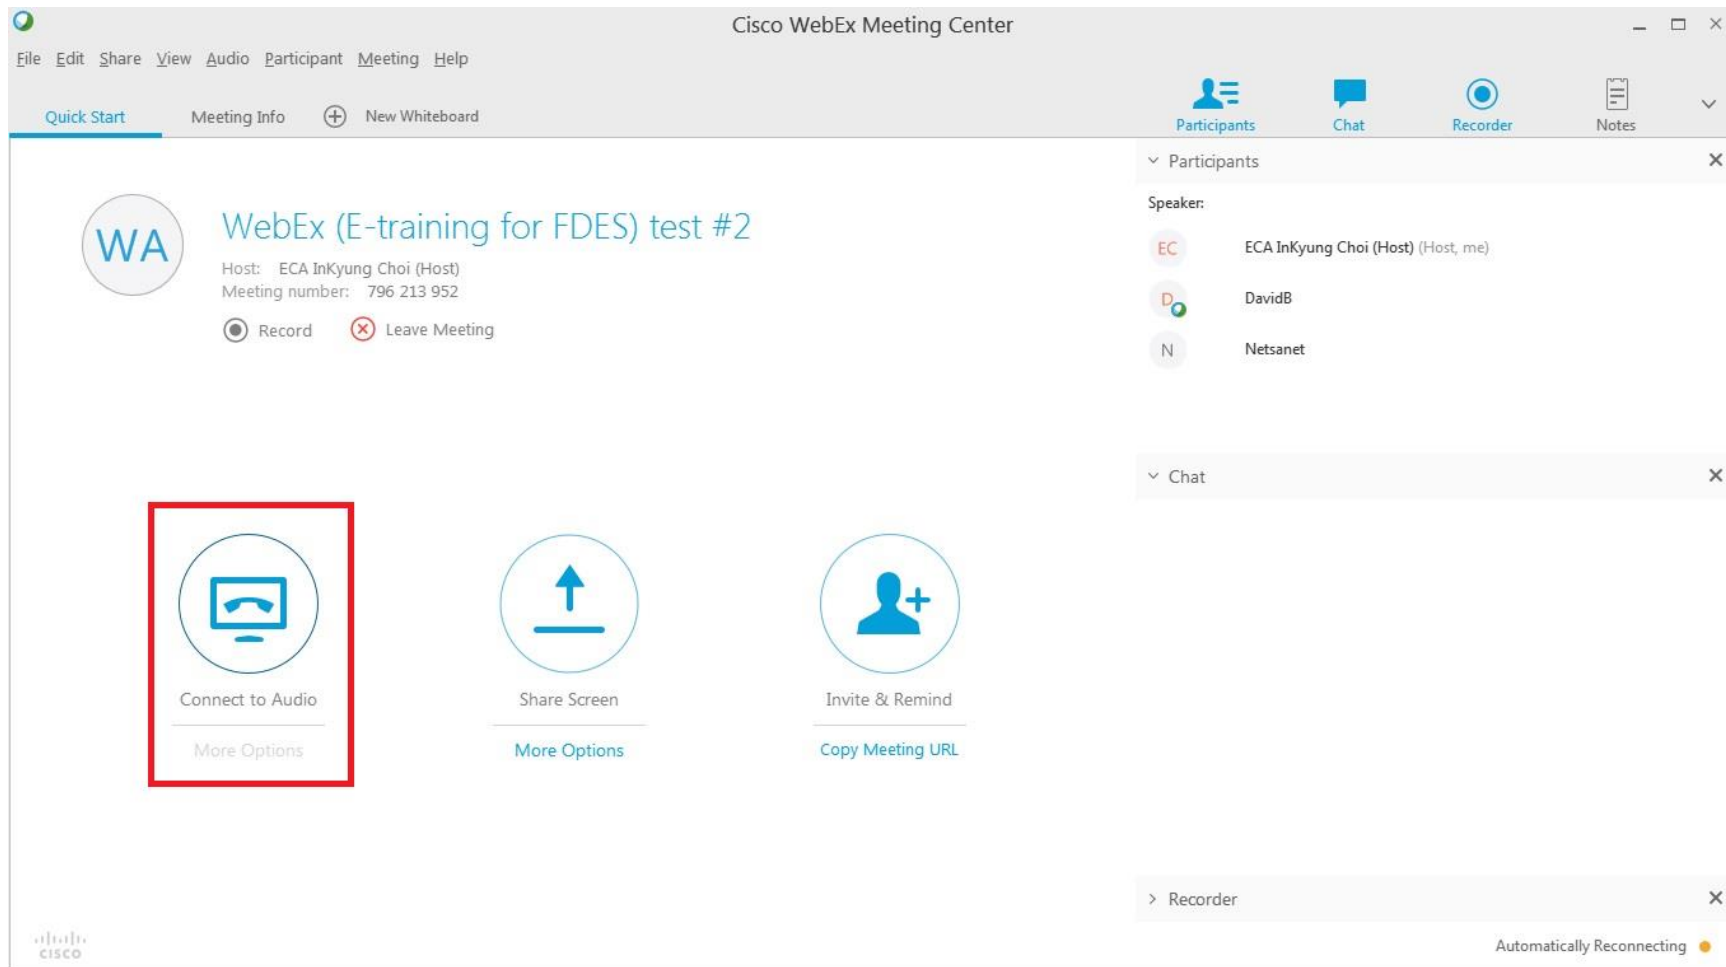 Cisco WebEx Meeting Center
File Edit Share View Audio Participant Meeting Help
Quick Start Meeting Info New Whiteboard
Participants Chat Recorder Notes
WA
WebEx (E-training for FDES) test #2
Host: ECA InKyung Choi (Host)
Meeting number: 796 213 952
Record Leave Meeting
Connect to Audio Share Screen Invite & Remind
More Options More Options Copy Meeting URL
CISCO
Participants
Speaker:
EC ECA InKyung Choi (Host) (Host, me)
D DavidB
N Netsanet
Chat
Recorder
Automatically Reconnecting